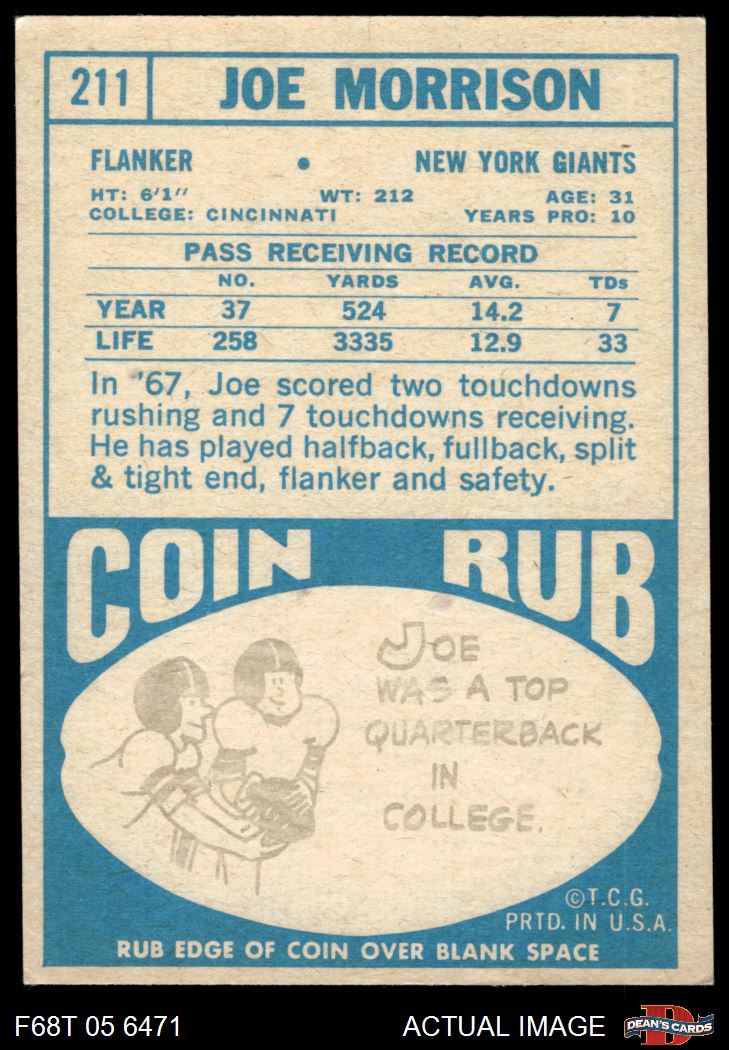 211 JOE MORRISON
FLANKER • NEW YORK GIANTS
HT: 6'1" WT: 212 AGE: 31
COLLEGE: CINCINNATI YEARS PRO: 10
PASS RECEIVING RECORD
NO. YARDS AVG. TDs
YEAR 37 524 14.2 7
LIFE 258 3335 12.9 33
In '67, Joe scored two touchdowns
rushing and 7 touchdowns receiving.
He has played halfback, fullback, split
& tight end, flanker and safety.
COIN RUB
JOE
WAS A TOP
QUARTERBACK
IN
COLLEGE.
©T.C.G.
PRTD. IN U.S.A.
RUB EDGE OF COIN OVER BLANK SPACE
F68T 05 6471 ACTUAL IMAGE DEAN'S CARDS